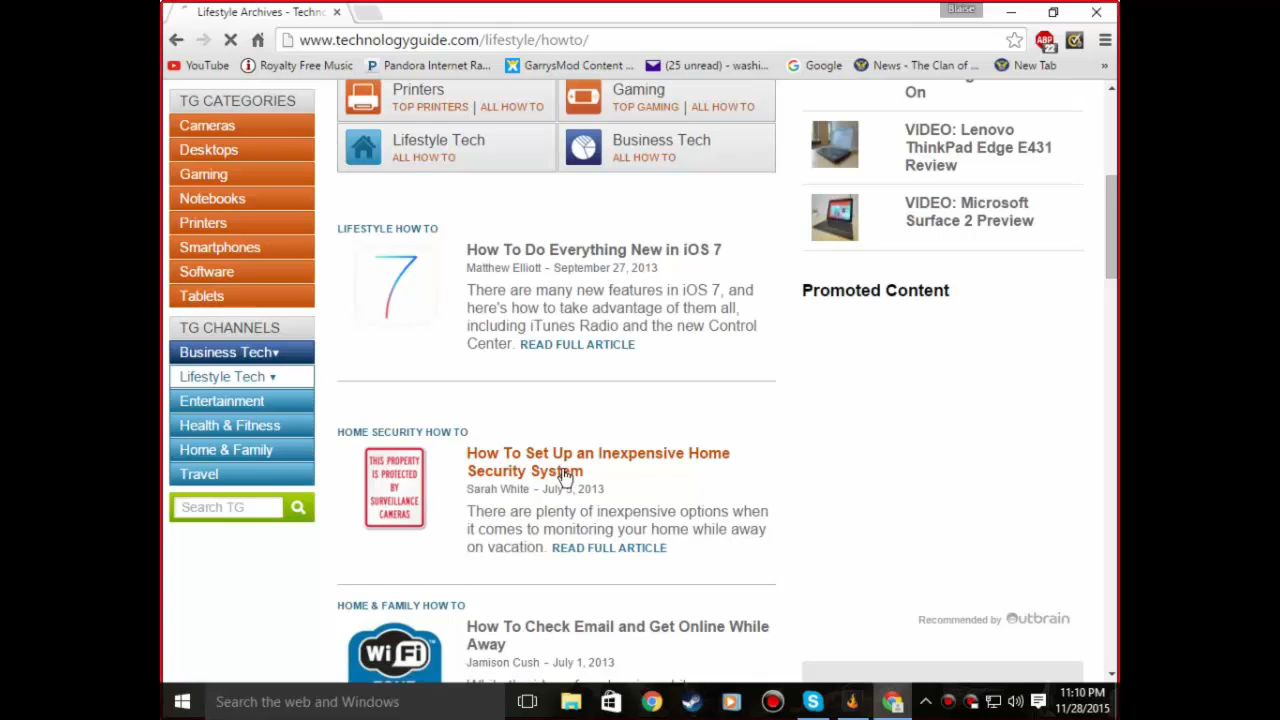 Lifestyle Archives - Techno
Blaise
www.technologyguide.com/lifestyle/howto/
ABP
22
YouTube
Royalty Free Music
Pandora Internet Ra...
GarrysMod Content ...
(25 unread) - washi...
Google
News - The Clan of ...
New Tab
»
TG CATEGORIES
Cameras
Desktops
Gaming
Notebooks
Printers
Smartphones
Software
Tablets
TG CHANNELS
Business Tech▾
Lifestyle Tech ▾
Entertainment
Health & Fitness
Home & Family
Travel
Search TG
Printers
TOP PRINTERS | ALL HOW TO
Gaming
TOP GAMING | ALL HOW TO
Lifestyle Tech
ALL HOW TO
Business Tech
ALL HOW TO
LIFESTYLE HOW TO
7
How To Do Everything New in iOS 7
Matthew Elliott - September 27, 2013
There are many new features in iOS 7, and
here's how to take advantage of them all,
including iTunes Radio and the new Control
Center. READ FULL ARTICLE
HOME SECURITY HOW TO
THIS PROPERTY
IS PROTECTED
BY
SURVEILLANCE
CAMERAS
How To Set Up an Inexpensive Home
Security System
Sarah White - July 3, 2013
There are plenty of inexpensive options when
it comes to monitoring your home while away
on vacation. READ FULL ARTICLE
HOME & FAMILY HOW TO
Wi Fi
How To Check Email and Get Online While
Away
Jamison Cush - July 1, 2013
On
VIDEO: Lenovo
ThinkPad Edge E431
Review
VIDEO: Microsoft
Surface 2 Preview
Promoted Content
Recommended by Outbrain
Search the web and Windows
11:10 PM
11/28/2015